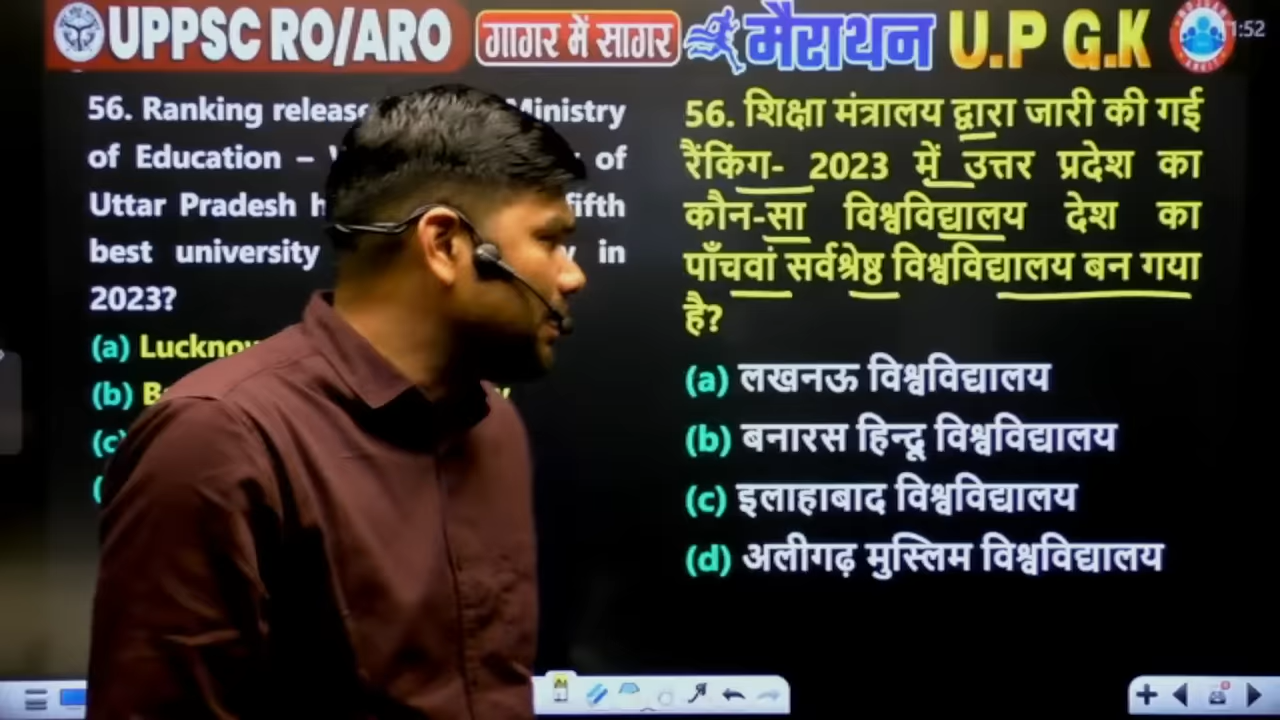 UPPSC RO/ARO
गागर में सागर
मैराथन U.P G.K
1:52
56. Ranking Ministry
of Education – of
Uttar Pradesh fifth
best university in
2023?
(a)
(b)
56. शिक्षा मंत्रालय द्वारा जारी की गई
रैंकिंग- 2023 में उत्तर प्रदेश का
कौन-सा विश्वविद्यालय देश का
पाँचवां सर्वश्रेष्ठ विश्वविद्यालय बन गया
है?
(a) लखनऊ विश्वविद्यालय
(b) बनारस हिन्दू विश्वविद्यालय
(c) इलाहाबाद विश्वविद्यालय
(d) अलीगढ़ मुस्लिम विश्वविद्यालय